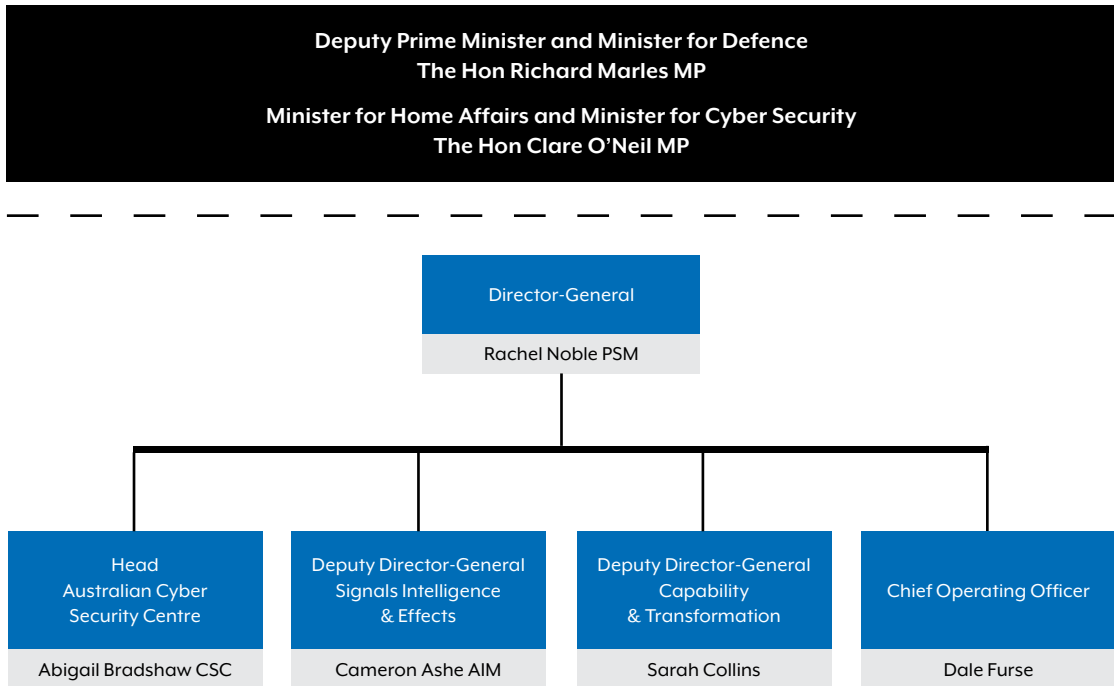 Deputy Prime Minister and Minister for Defence
The Hon Richard Marles MP
Minister for Home Affairs and Minister for Cyber Security
The Hon Clare O’Neil MP
Director-General
Rachel Noble PSM
Head
Australian Cyber
Security Centre
Abigail Bradshaw CSC
Deputy Director-General
Signals Intelligence
& Effects
Cameron Ashe AIM
Deputy Director-General
Capability
& Transformation
Sarah Collins
Chief Operating Officer
Dale Furse